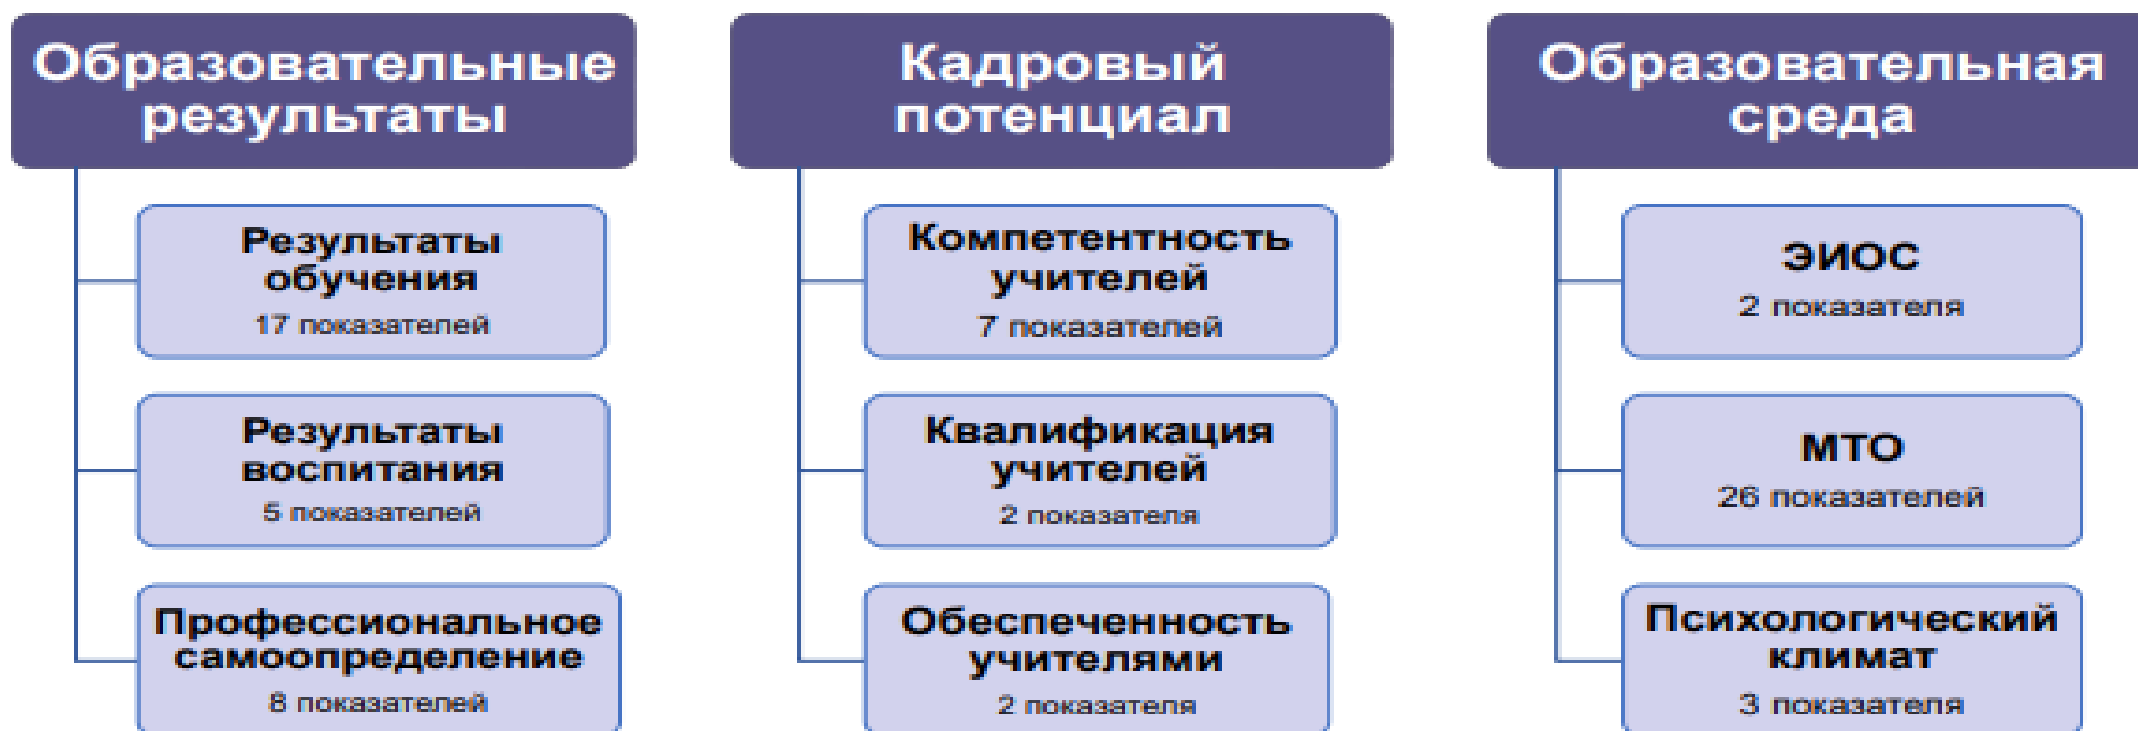 Образовательные
результаты
Результаты
обучения
17 показателей
Результаты
воспитания
5 показателей
Профессиональное
самоопределение
8 показателей
Кадровый
потенциал
Компетентность
учителей
7 показателей
Квалификация
учителей
2 показателя
Обеспеченность
учителями
2 показателя
Образовательная
среда
ЭИОС
2 показателя
МТО
26 показателей
Психологический
климат
3 показателя